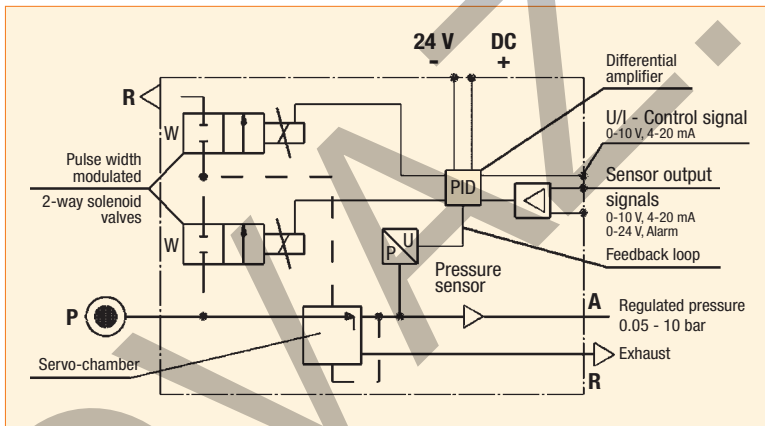 24 V DC
- +
Differential
amplifier
R
U/I - Control signal
0-10 V, 4-20 mA
W
Pulse width
modulated
2-way solenoid
valves
PID
Sensor output
signals
0-10 V, 4-20 mA
0-24 V, Alarm
W
P U
Feedback loop
Pressure
sensor
P
A
Regulated pressure
0.05 - 10 bar
Servo-chamber
Exhaust
R